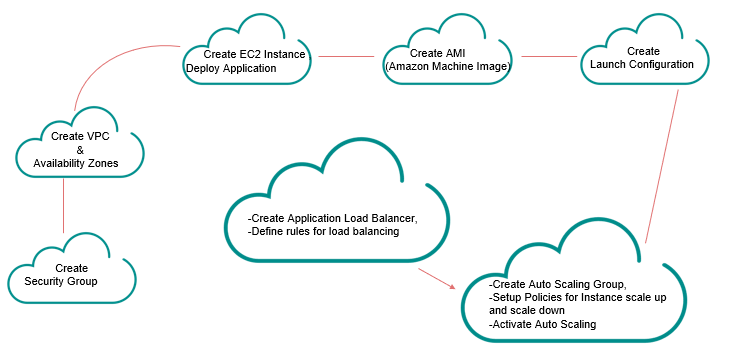 Create EC2 Instance
Deploy Application
Create AMI
(Amazon Machine Image)
Create
Launch Configuration
Create VPC
&
Availability Zones
Create
Security Group
-Create Application Load Balancer,
-Define rules for load balancing
-Create Auto Scaling Group,
-Setup Policies for Instance scale up
and scale down
-Activate Auto Scaling